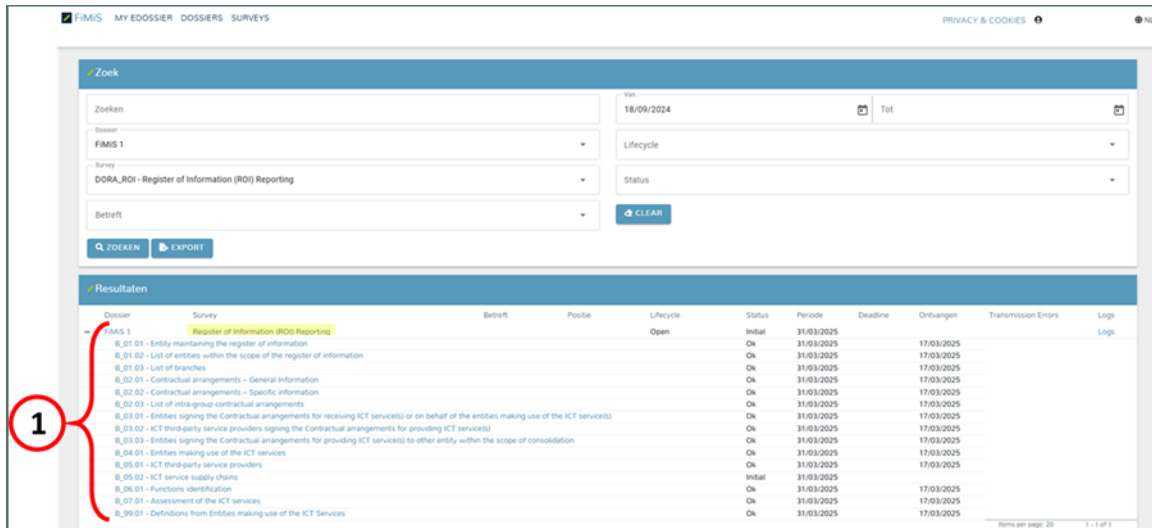 FiMiS MY EDOSSIER DOSSIERS SURVEYS PRIVACY & COOKIES
Zoek
Zoeken
Van
18/09/2024
Tot
Dossier
FiMiS 1
Lifecycle
Survey
DORA_ROI - Register of Information (ROI) Reporting
Status
Betreft
CLEAR
ZOEKEN EXPORT
Resultaten
Dossier Survey Betreft Positie Lifecycle Status Periode Deadline Ontvangen Transmission Errors Logs
FiMiS 1 Register of Information (ROI) Reporting Open Initial 31/03/2025 Logs
B_01.01 - Entity maintaining the register of information Ok 31/03/2025 17/03/2025
B_01.02 - List of entities within the scope of the register of information Ok 31/03/2025 17/03/2025
B_01.03 - List of branches Ok 31/03/2025 17/03/2025
B_02.01 - Contractual arrangements – General Information Ok 31/03/2025 17/03/2025
B_02.02 - Contractual arrangements – Specific information Ok 31/03/2025 17/03/2025
B_02.03 - List of intra-group contractual arrangements Ok 31/03/2025 17/03/2025
B_03.01 - Entities signing the Contractual arrangements for receiving ICT service(s) or on behalf of the entities making use of the ICT service(s) Ok 31/03/2025 17/03/2025
B_03.02 - ICT third-party service providers signing the Contractual arrangements for providing ICT service(s) Ok 31/03/2025 17/03/2025
B_03.03 - Entities signing the Contractual arrangements for providing ICT service(s) to other entity within the scope of consolidation Ok 31/03/2025 17/03/2025
B_04.01 - Entities making use of the ICT services Ok 31/03/2025 17/03/2025
B_05.01 - ICT third-party service providers Ok 31/03/2025 17/03/2025
B_05.02 - ICT service supply chains Initial 31/03/2025
B_06.01 - Functions identification Ok 31/03/2025 17/03/2025
B_07.01 - Assessment of the ICT services Ok 31/03/2025 17/03/2025
B_99.01 - Definitions from Entities making use of the ICT Services Ok 31/03/2025 17/03/2025
Items per page: 20 1 - 1 of 1
1